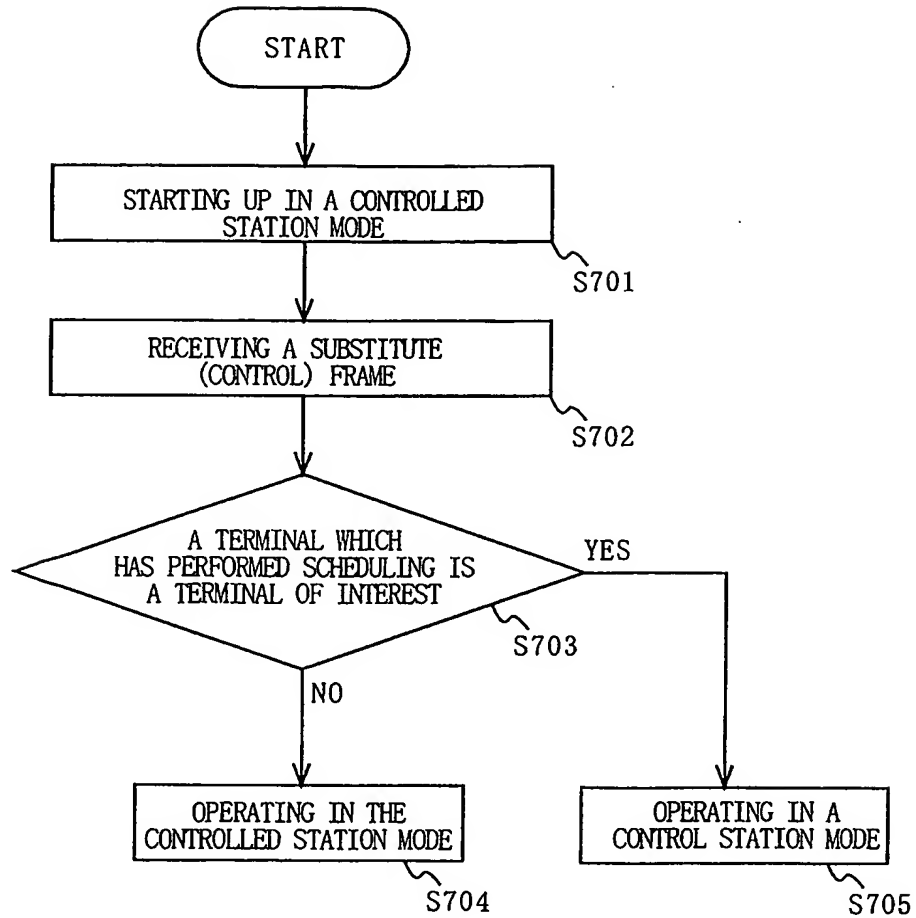 START
STARTING UP IN A CONTROLLED
STATION MODE
S701
RECEIVING A SUBSTITUTE
(CONTROL) FRAME
S702
A TERMINAL WHICH
HAS PERFORMED SCHEDULING IS
A TERMINAL OF INTEREST
YES
S703
NO
OPERATING IN THE
CONTROLLED STATION MODE
S704
OPERATING IN A
CONTROL STATION MODE
S705